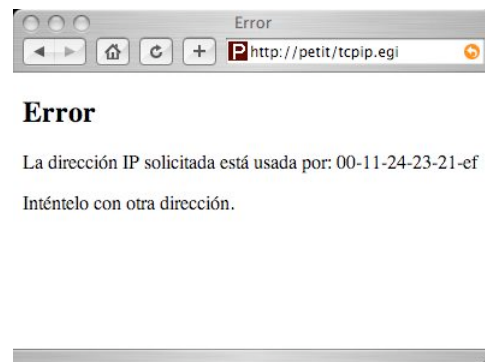 Error
http://petit/tcpip.egi
Error
La dirección IP solicitada está usada por: 00-11-24-23-21-ef
Inténtelo con otra dirección.